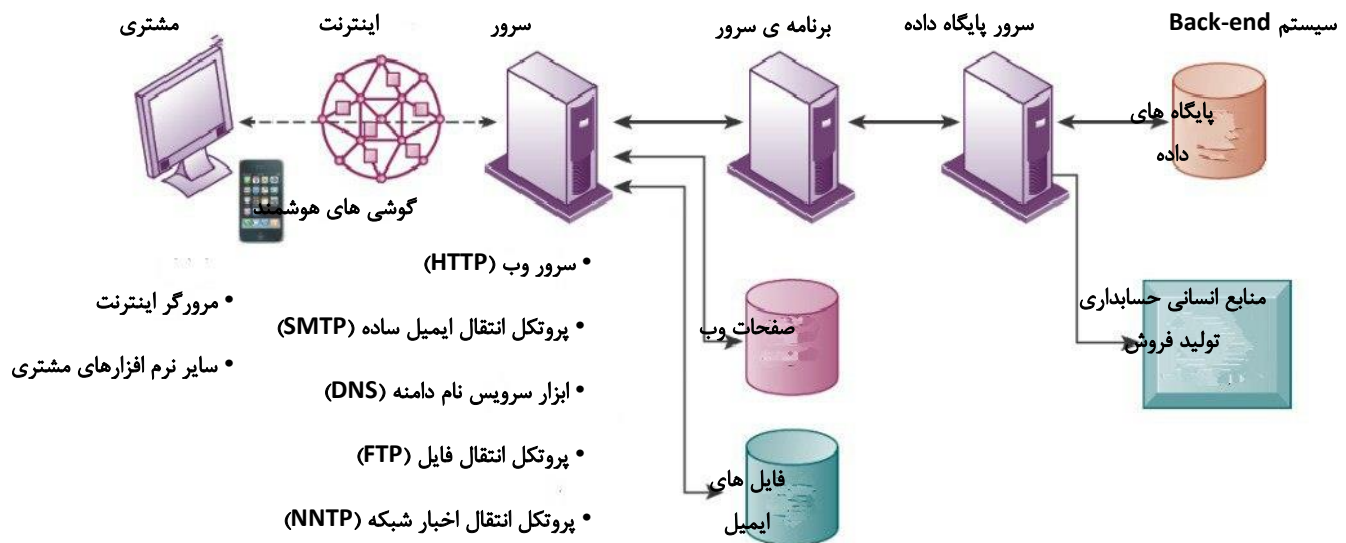 مشتری
اینترنت
سرور
برنامه ی سرور
سرور پایگاه داده
سیستم Back-end
پایگاه های
داده
گوشی های هوشمند
• مرورگر اینترنت
• سایر نرم افزارهای مشتری
• سرور وب (HTTP)
• پروتکل انتقال ایمیل ساده (SMTP)
• ابزار سرویس نام دامنه (DNS)
• پروتکل انتقال فایل (FTP)
• پروتکل انتقال اخبار شبکه (NNTP)
صفحات وب
فایل های
ایمیل
منابع انسانی حسابداری
تولید فروش